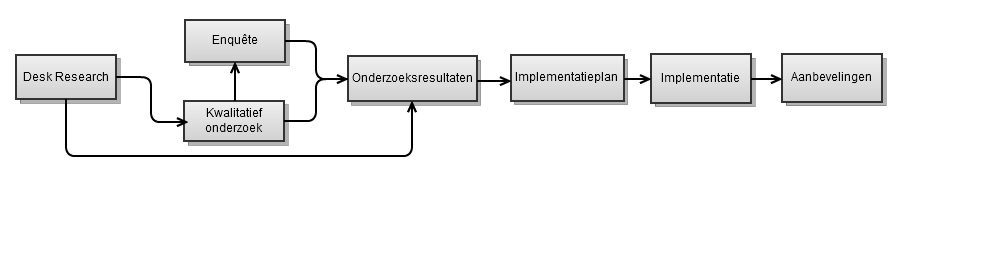 Enquête
Desk Research
Kwalitatief
onderzoek
Onderzoeksresultaten
Implementatieplan
Implementatie
Aanbevelingen